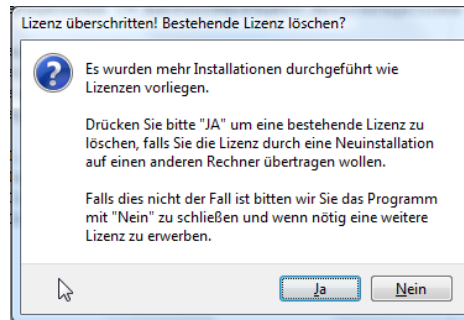 Lizenz überschritten! Bestehende Lizenz löschen?
Es wurden mehr Installationen durchgeführt wie
Lizenzen vorliegen.
Drücken Sie bitte "JA" um eine bestehende Lizenz zu
löschen, falls Sie die Lizenz durch eine Neuinstallation
auf einen anderen Rechner übertragen wollen.
Falls dies nicht der Fall ist bitten wir Sie das Programm
mit "Nein" zu schließen und wenn nötig eine weitere
Lizenz zu erwerben.
Ja
Nein